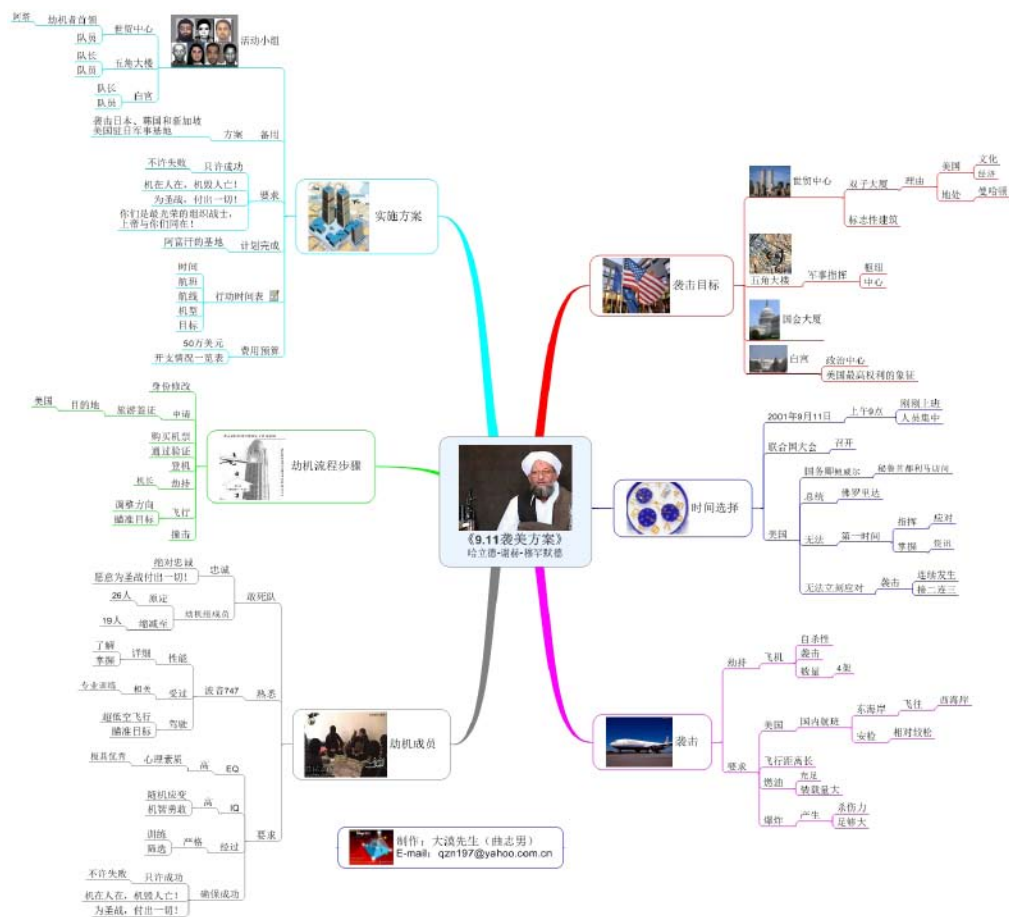 《9.11袭美方案》
哈立德-谢赫-穆罕默德
实施方案
活动小组
世贸中心
劫机者首领
阿塔
队员
五角大楼
队长
队员
白宫
队长
队员
备用
方案
袭击日本、韩国和新加坡
美国驻日军事基地
要求
只许成功
不许失败
机在人在，机毁人亡！
为圣战，付出一切！
你们是最光荣的组织战士，
上帝与你们同在！
计划完成
阿富汗的基地
行动时间表
时间
航班
航线
机型
目标
费用预算
50万美元
开支情况一览表
劫机流程步骤
身份修改
申请
旅游签证
目的地
美国
购买机票
通过验证
登机
劫持
机长
飞行
调整方向
瞄准目标
撞击
劫机成员
敢死队
忠诚
绝对忠诚
愿意为圣战付出一切！
劫机组成员
原定
26人
缩减至
19人
熟悉
波音747
性能
详细
了解
掌握
受过
相关
专业训练
驾驶
超低空飞行
瞄准目标
要求
EQ
高
心理素质
极其优秀
IQ
高
随机应变
机智勇敢
经过
严格
训练
筛选
确保成功
只许成功
不许失败
机在人在，机毁人亡！
为圣战，付出一切！
袭击目标
世贸中心
双子大厦
理由
美国
文化
经济
地处
曼哈顿
标志性建筑
五角大楼
军事指挥
枢纽
中心
国会大厦
白宫
政治中心
美国最高权利的象征
时间选择
2001年9月11日
上午9点
刚刚上班
人员集中
联合国大会
召开
美国
国务卿鲍威尔
秘鲁首都利马访问
总统
佛罗里达
无法
第一时间
指挥
应对
掌握
资讯
无法立刻应对
袭击
连续发生
接二连三
袭击
劫持
飞机
自杀性
袭击
数量
4架
要求
美国
国内航班
东海岸
飞往
西海岸
安检
相对较松
飞行距离长
燃油
充足
装载量大
爆炸
产生
杀伤力
足够大
制作：大漠先生（曲志男）
E-mail：qzn197@yahoo.com.cn